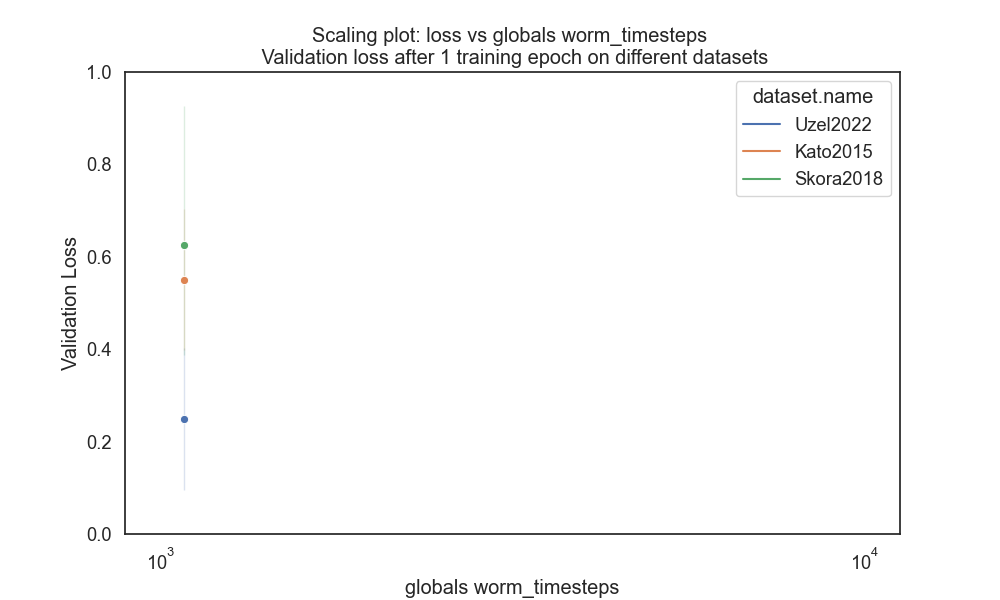 Scaling plot: loss vs globals worm_timesteps
Validation loss after 1 training epoch on different datasets
1.0
0.8
0.6
0.4
0.2
0.0
Validation Loss
dataset.name
Uzel2022
Kato2015
Skora2018
10³
10⁴
globals worm_timesteps